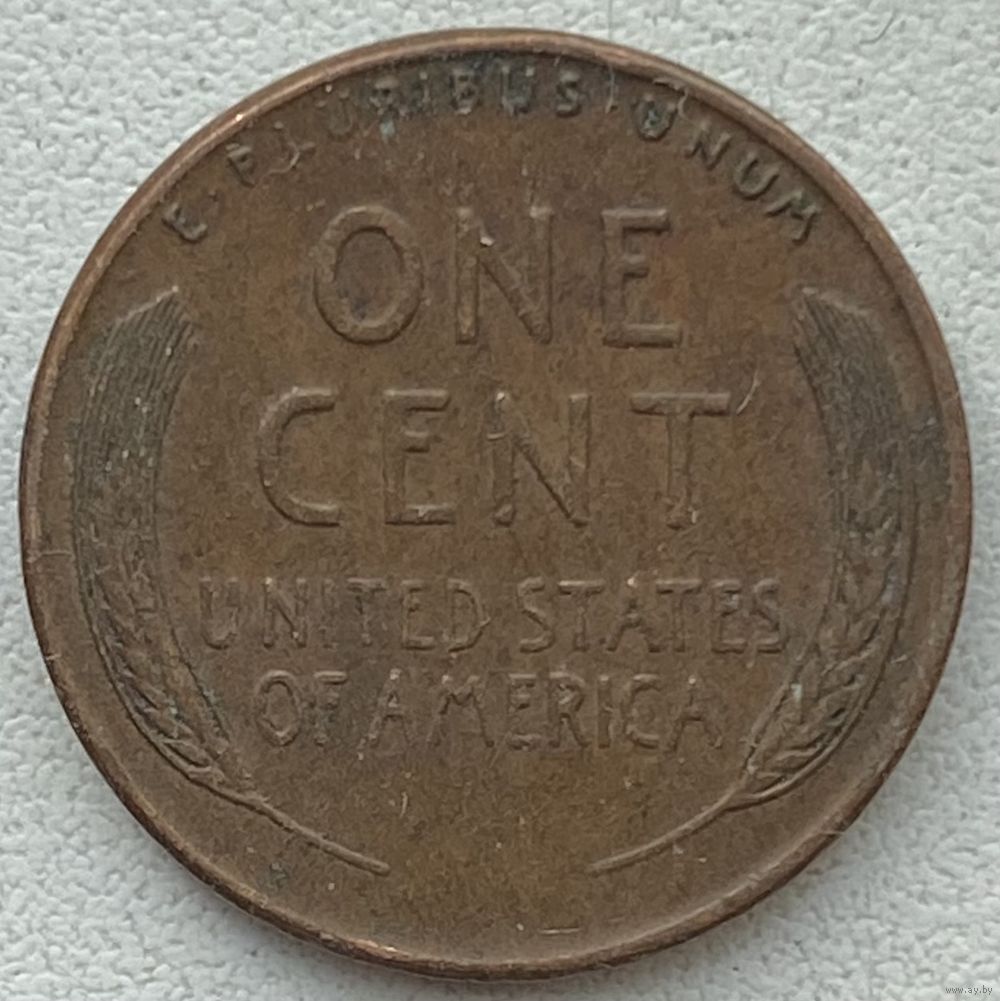 E · PLURIBUS · UNUM
ONE
CENT
UNITED STATES
OF AMERICA
www.ay.by